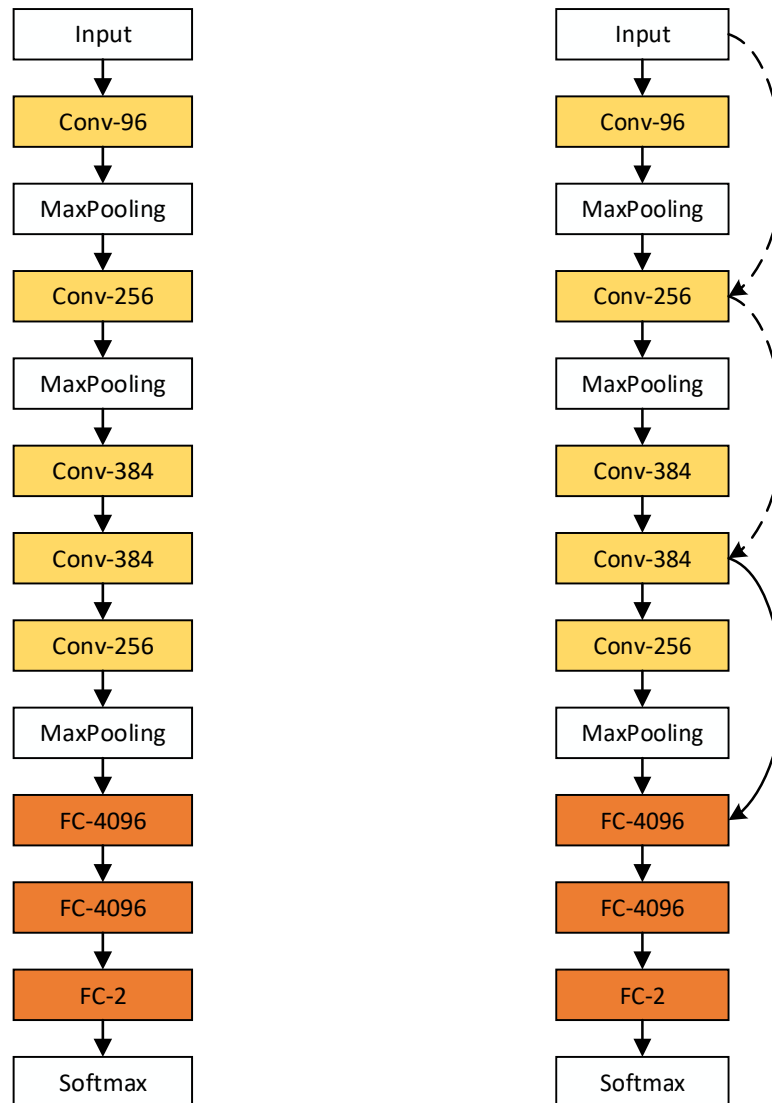 Input
Conv-96
MaxPooling
Conv-256
MaxPooling
Conv-384
Conv-384
Conv-256
MaxPooling
FC-4096
FC-4096
FC-2
Softmax
Input
Conv-96
MaxPooling
Conv-256
MaxPooling
Conv-384
Conv-384
Conv-256
MaxPooling
FC-4096
FC-4096
FC-2
Softmax